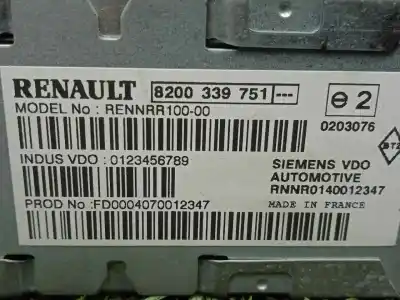 RENAULT 8200 339 751 ---
MODEL No : RENNRR100-00
e 2
0203076
INDUS VDO : 0123456789
SIEMENS VDO
AUTOMOTIVE
RNNR0140012347
PROD No :FD0004070012347
MADE IN FRANCE